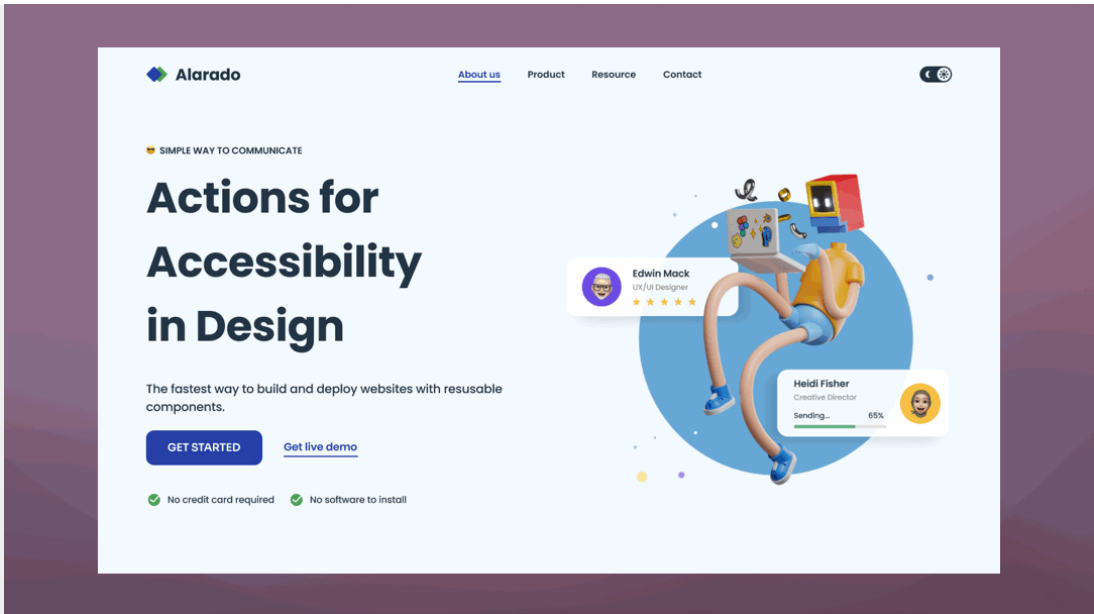 Alarado
About us
Product
Resource
Contact
SIMPLE WAY TO COMMUNICATE
Actions for
Accessibility
in Design
The fastest way to build and deploy websites with resusable
components.
GET STARTED
Get live demo
No credit card required
No software to install
Edwin Mack
UX/UI Designer
Heidi Fisher
Creative Director
Sending...
65%